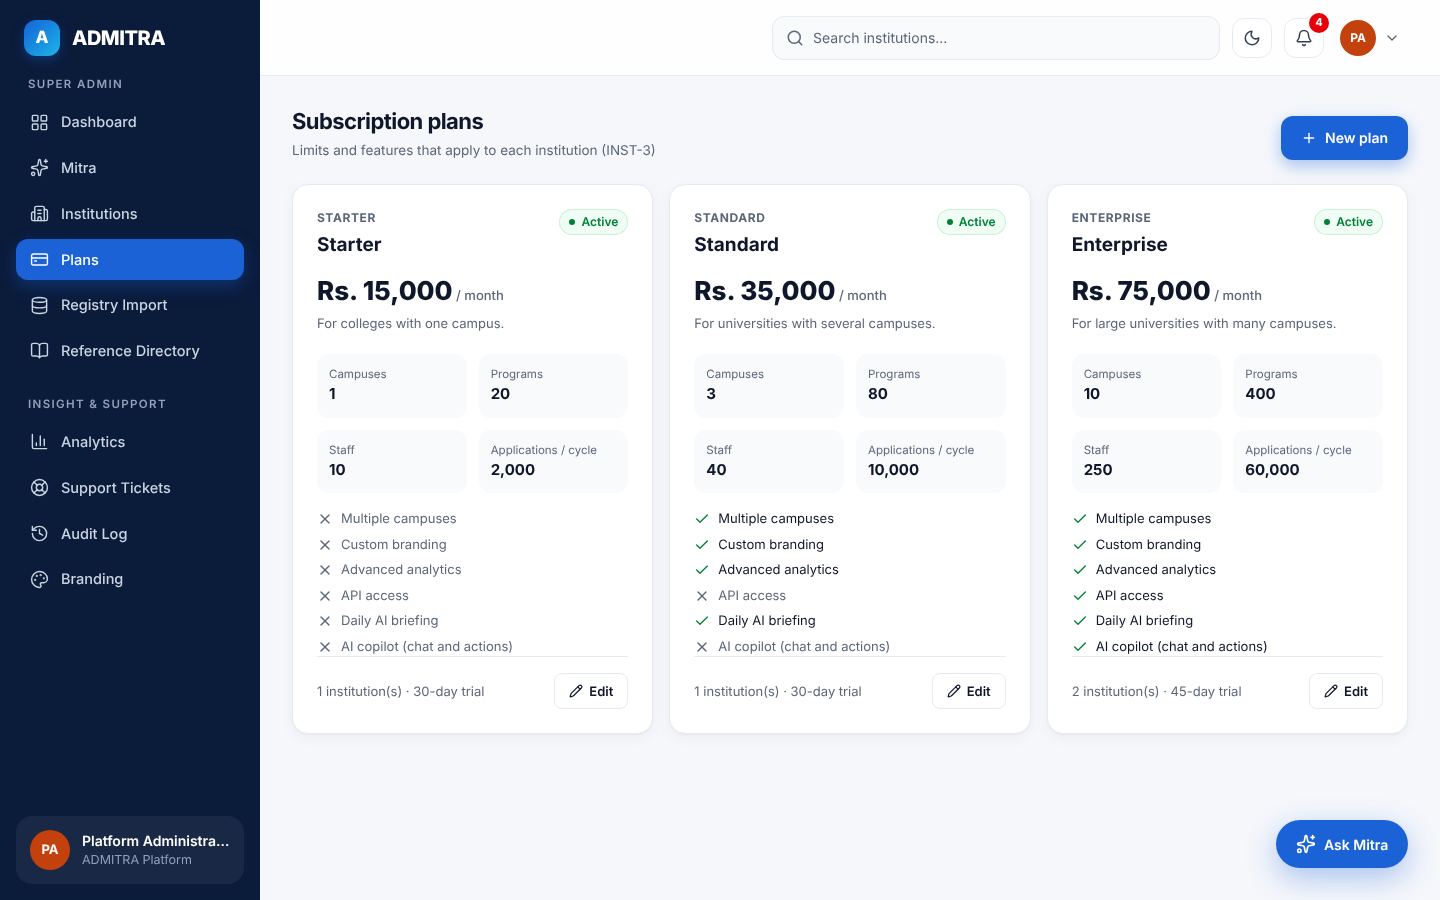 A ADMITRA
SUPER ADMIN
Dashboard
Mitra
Institutions
Plans
Registry Import
Reference Directory
INSIGHT & SUPPORT
Analytics
Support Tickets
Audit Log
Branding
PA
Platform Administra...
ADMITRA Platform
Search institutions...
4
PA
Subscription plans
Limits and features that apply to each institution (INST-3)
New plan
STARTER
Active
Starter
Rs. 15,000 / month
For colleges with one campus.
Campuses
1
Programs
20
Staff
10
Applications / cycle
2,000
Multiple campuses
Custom branding
Advanced analytics
API access
Daily AI briefing
AI copilot (chat and actions)
1 institution(s) · 30-day trial
Edit
STANDARD
Active
Standard
Rs. 35,000 / month
For universities with several campuses.
Campuses
3
Programs
80
Staff
40
Applications / cycle
10,000
Multiple campuses
Custom branding
Advanced analytics
API access
Daily AI briefing
AI copilot (chat and actions)
1 institution(s) · 30-day trial
Edit
ENTERPRISE
Active
Enterprise
Rs. 75,000 / month
For large universities with many campuses.
Campuses
10
Programs
400
Staff
250
Applications / cycle
60,000
Multiple campuses
Custom branding
Advanced analytics
API access
Daily AI briefing
AI copilot (chat and actions)
2 institution(s) · 45-day trial
Edit
Ask Mitra